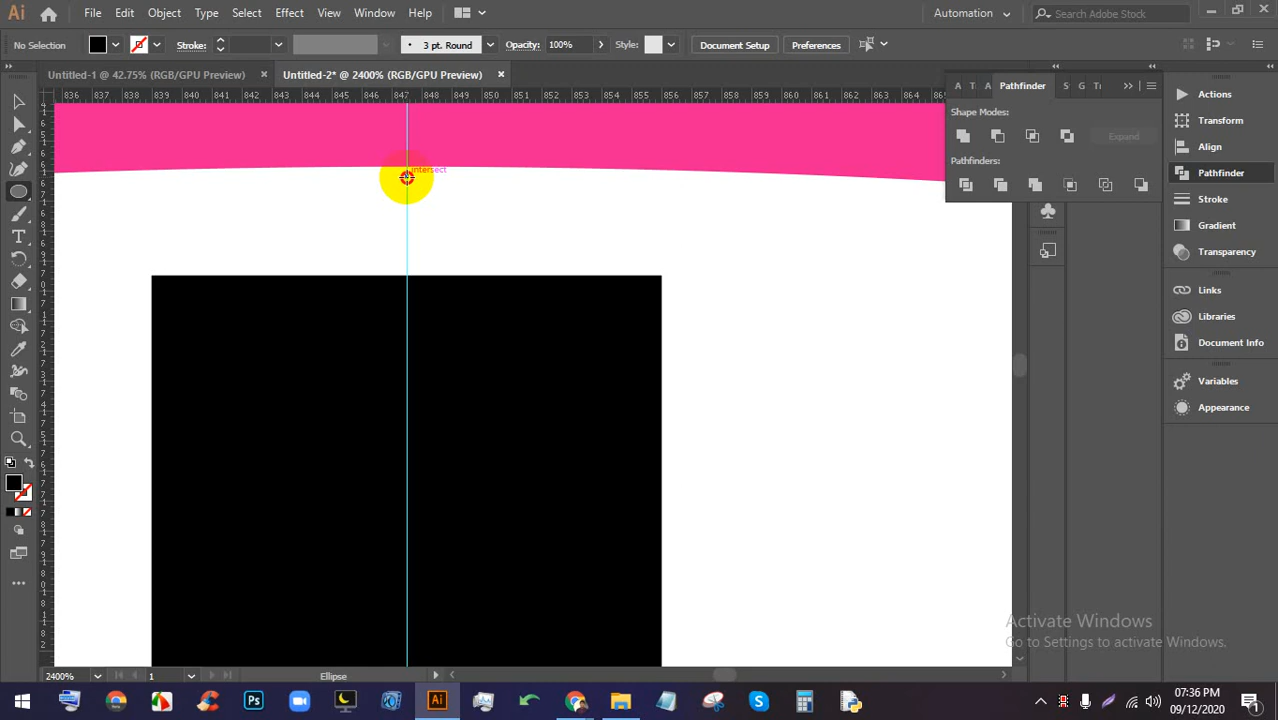 Ai File Edit Object Type Select Effect View Window Help Automation Search Adobe Stock
No Selection Stroke: 3 pt. Round Opacity: 100% Style: Document Setup Preferences
Untitled-1 @ 42.75% (RGB/GPU Preview) × Untitled-2* @ 2400% (RGB/GPU Preview) ×
836 837 839 840 841 842 843 844 845 846 847 848 849 850 851 852 853 855 856 857 858 859 860 861 862 863 864
Pathfinder
Shape Modes:
Expand
Pathfinders:
Actions
Transform
Align
Pathfinder
Stroke
Gradient
Transparency
Links
Libraries
Document Info
Variables
Appearance
intersect
Activate Windows
Go to Settings to activate Windows.
2400% 1 Ellipse
Ps Ai
07:36 PM
09/12/2020
1